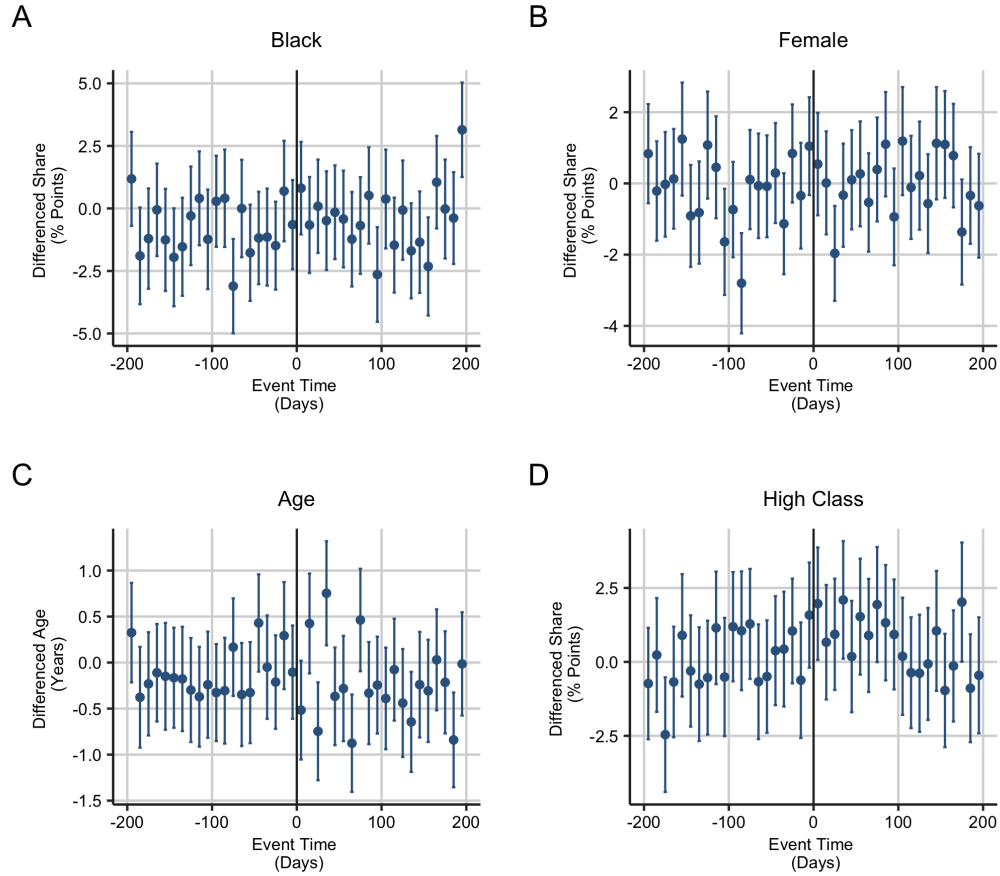 A
Black
Differenced Share
(% Points)
5.0
2.5
0.0
-2.5
-5.0
-200
-100
0
100
200
Event Time
(Days)
B
Female
Differenced Share
(% Points)
2
0
-2
-4
-200
-100
0
100
200
Event Time
(Days)
C
Age
Differenced Age
(Years)
1.0
0.5
0.0
-0.5
-1.0
-1.5
-200
-100
0
100
200
Event Time
(Days)
D
High Class
Differenced Share
(% Points)
2.5
0.0
-2.5
-200
-100
0
100
200
Event Time
(Days)